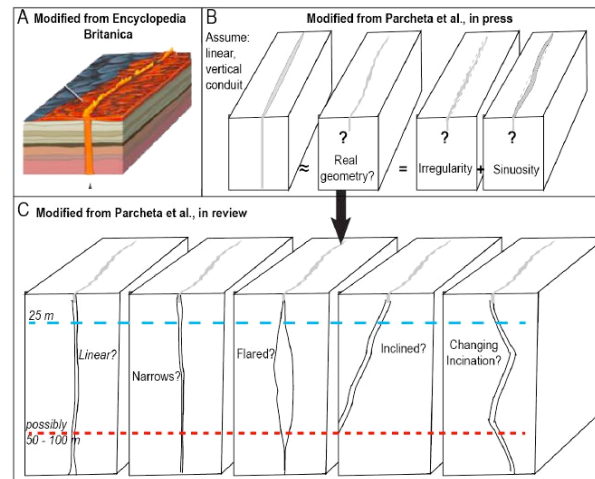 A Modified from Encyclopedia
Britanica
B Modified from Parcheta et al., in press
Assume:
linear,
vertical
conduit
?
?
?
≈
Real
geometry?
=
Irregularity
+
Sinuosity
C Modified from Parcheta et al., in review
25 m
Linear?
Narrows?
Flared?
Inclined?
Changing
Incination?
possibly
50 - 100 m